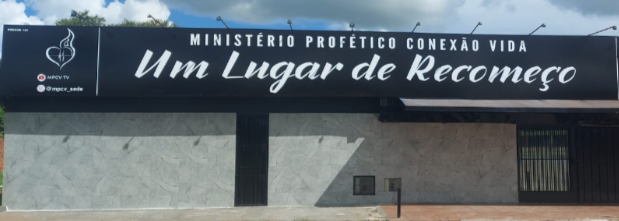 MINISTÉRIO PROFÉTICO CONEXÃO VIDA
Um Lugar de Recomeço
MPCV TV
@mpcv_sede